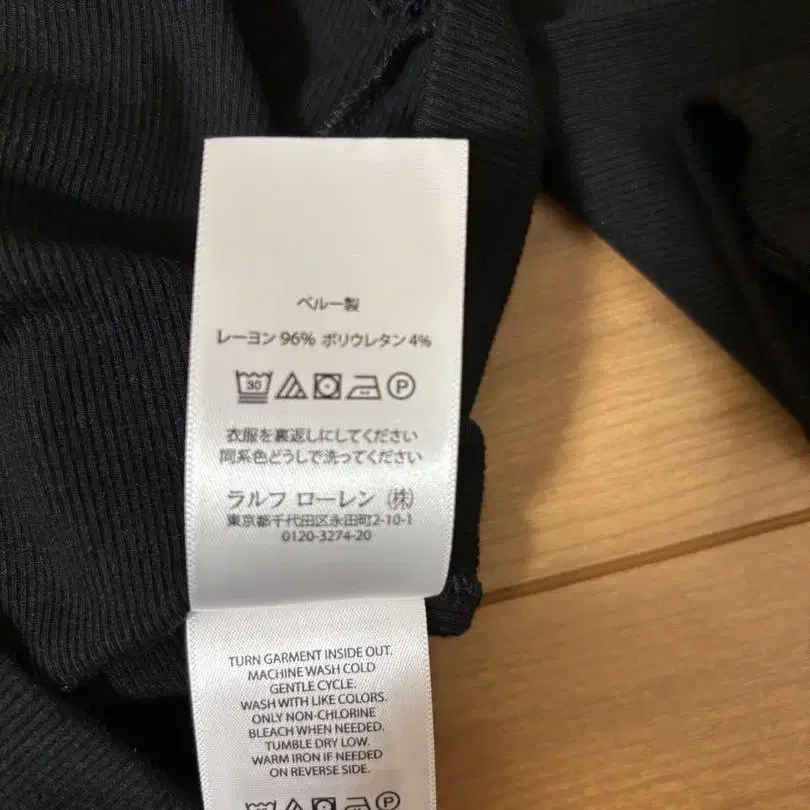 ペルー製
レーヨン 96% ポリウレタン 4%
30 P
衣服を裏返しにしてください
同系色どうしで洗ってください
ラルフ ローレン (株)
東京都千代田区永田町2-10-1
0120-3274-20
TURN GARMENT INSIDE OUT.
MACHINE WASH COLD
GENTLE CYCLE.
WASH WITH LIKE COLORS.
ONLY NON-CHLORINE
BLEACH WHEN NEEDED.
TUMBLE DRY LOW.
WARM IRON IF NEEDED
ON REVERSE SIDE.
30 P